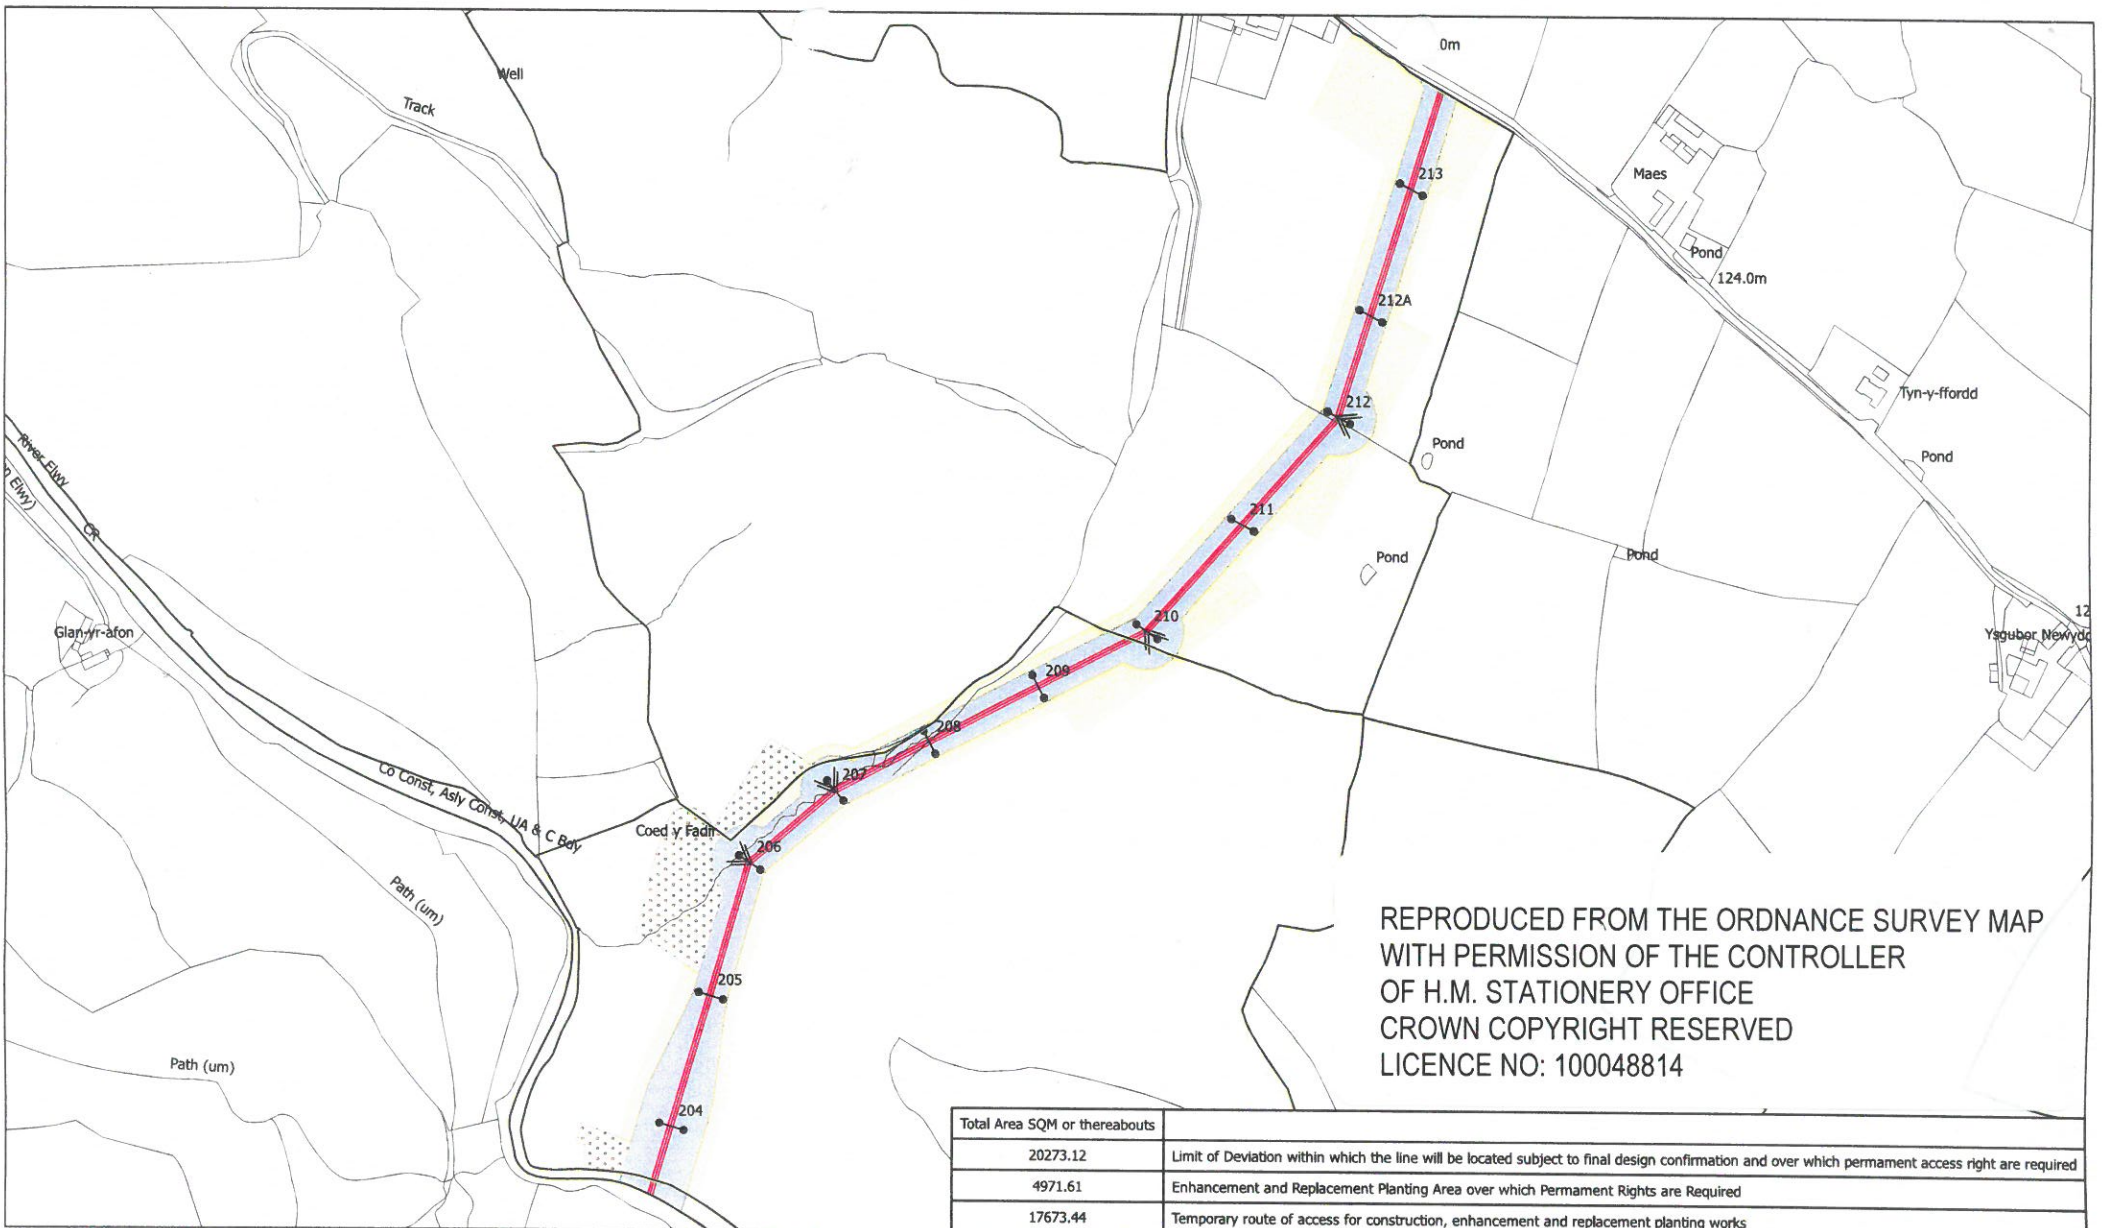 0m
Well
Track
213
Maes
Pond
124.0m
212A
Tyn-y-ffordd
212
Pond
Pond
River Elwy
Elwy)
CR
211
Pond
Pond
12
210
Glan-yr-afon
Ysgubor Newydd
209
208
207
Co Const, Asly Const, UA & C Bdy
Coed y Fadir
206
Path (um)
205
Path (um)
204
REPRODUCED FROM THE ORDNANCE SURVEY MAP
WITH PERMISSION OF THE CONTROLLER
OF H.M. STATIONERY OFFICE
CROWN COPYRIGHT RESERVED
LICENCE NO: 100048814
Total Area SQM or thereabouts
20273.12 Limit of Deviation within which the line will be located subject to final design confirmation and over which permament access right are required
4971.61 Enhancement and Replacement Planting Area over which Permament Rights are Required
17673.44 Temporary route of access for construction, enhancement and replacement planting works